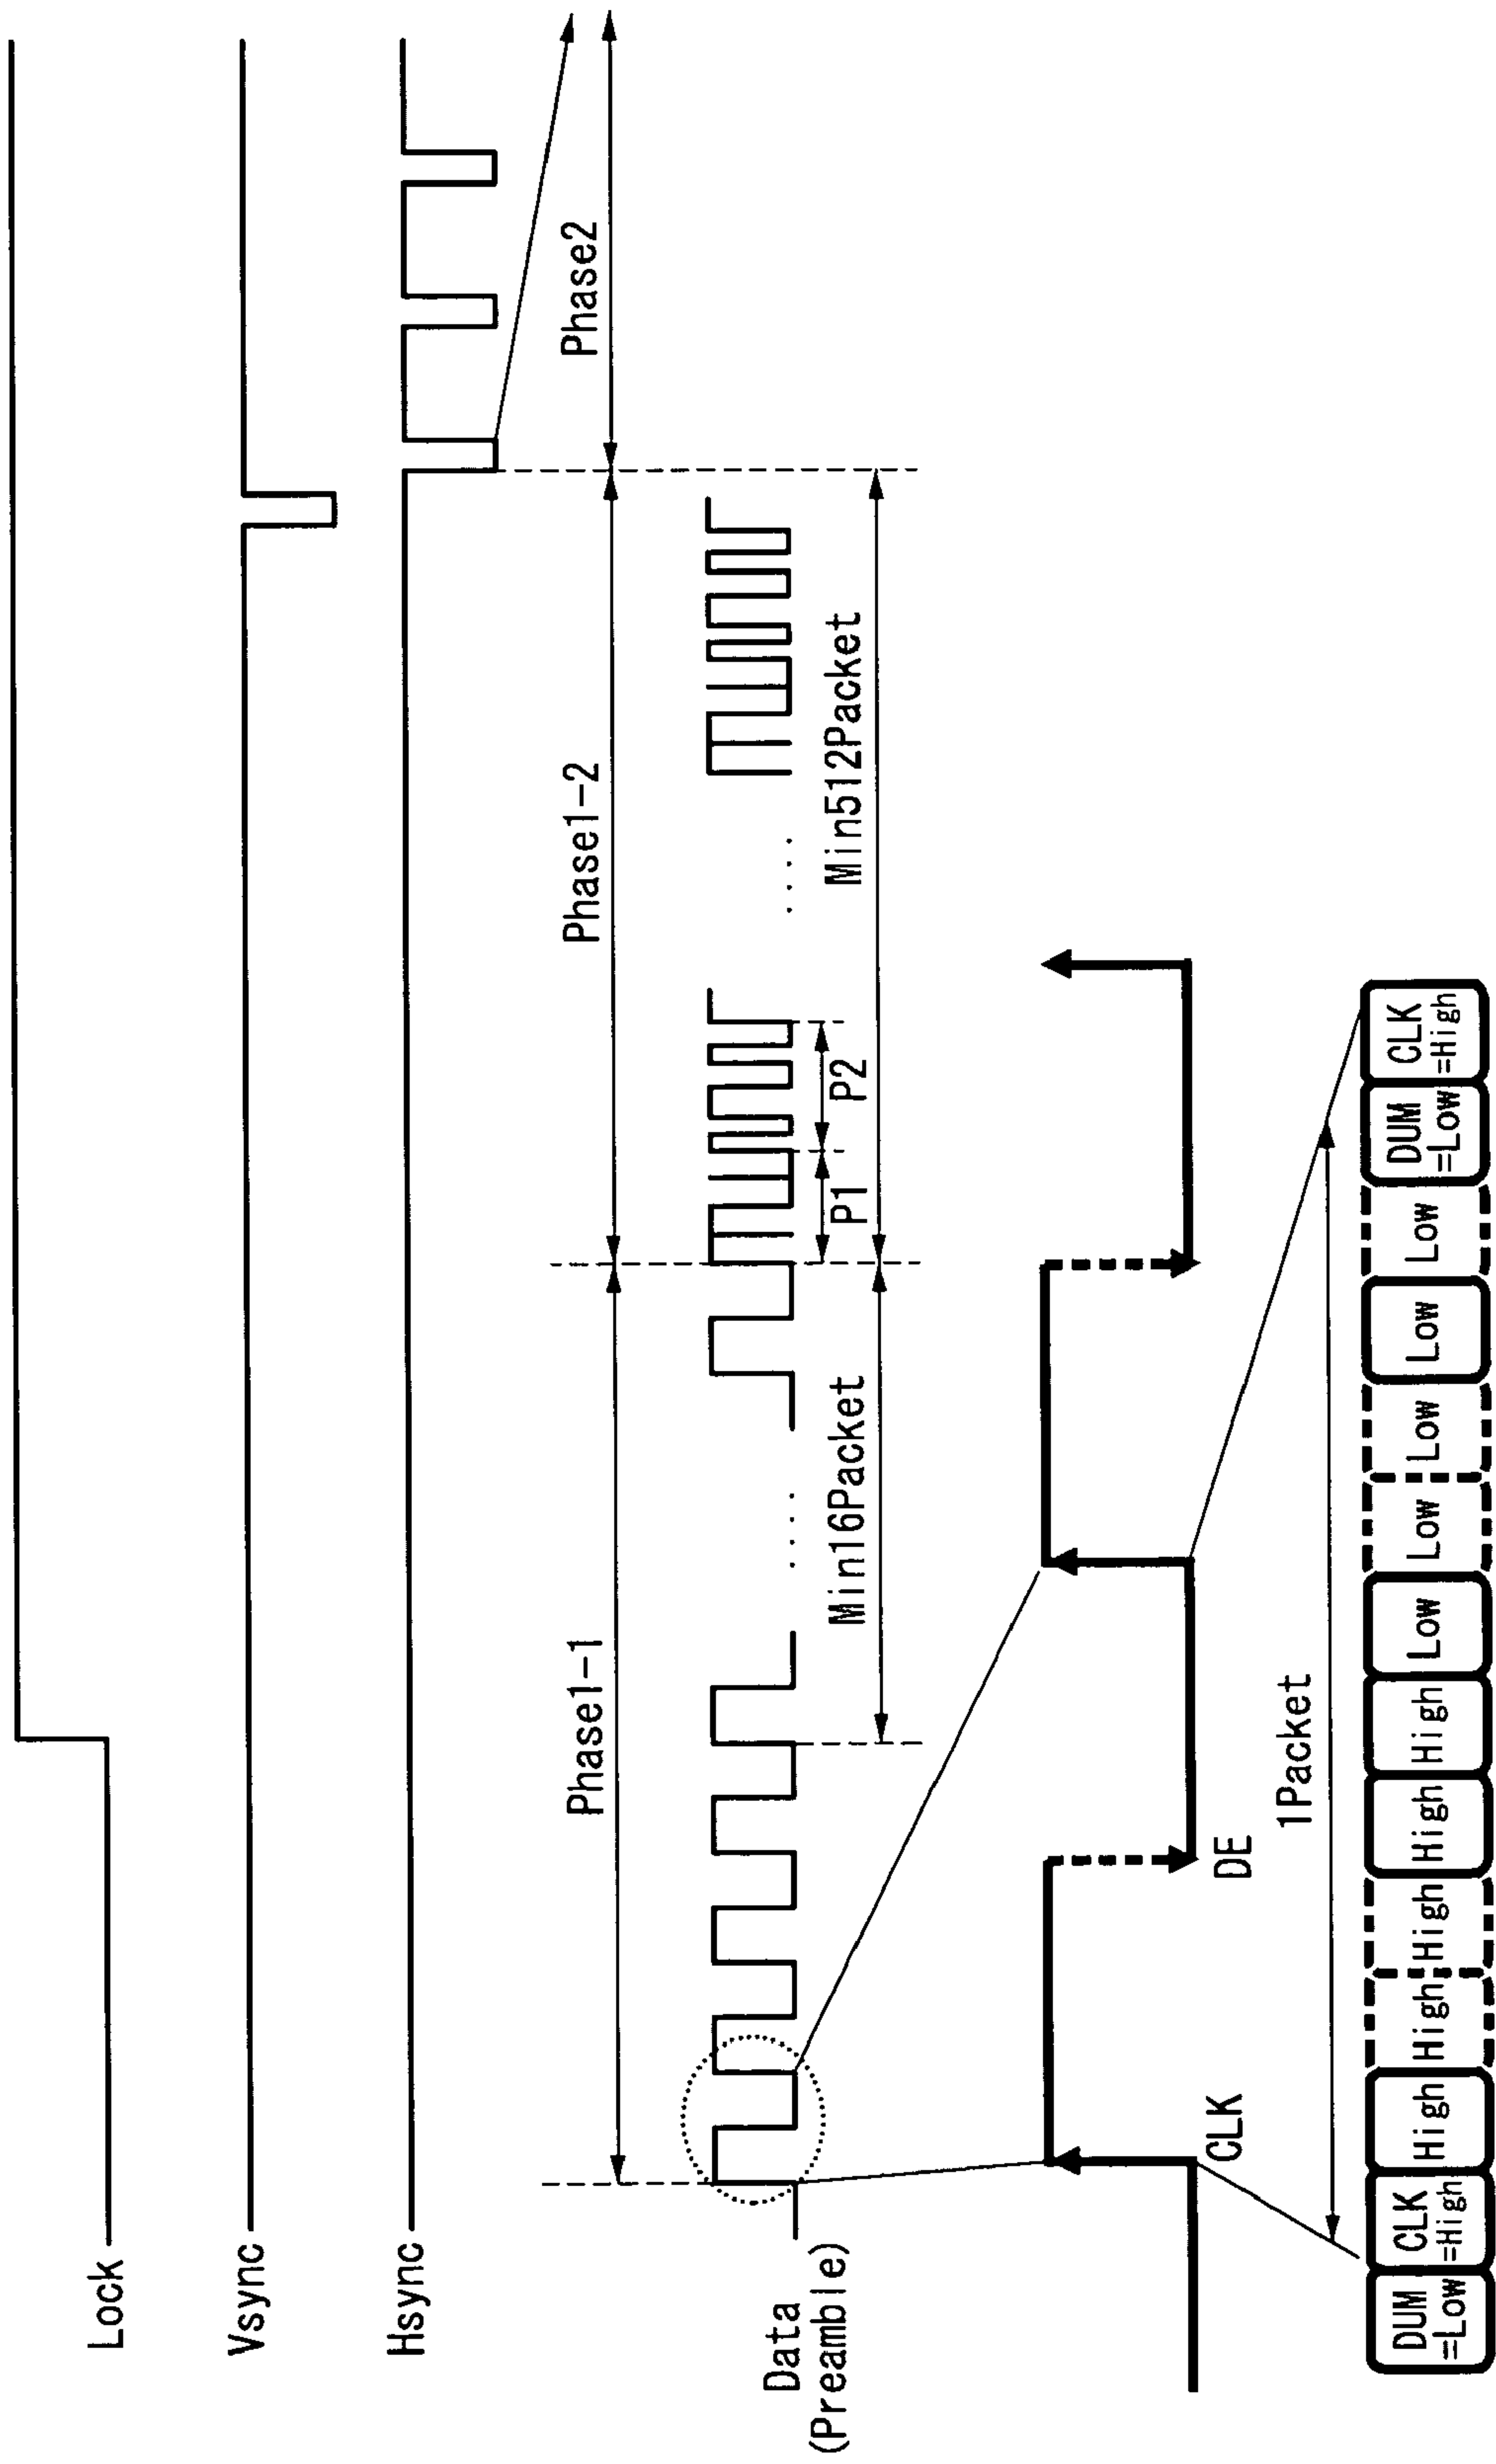 Lock
Vsync
Hsync
Phase1-1
Phase1-2
Phase2
Data
(Preamble)
P1
P2
Min16Packet
Min512Packet
CLK
DE
1Packet
DUM
=Low
CLK
=High
High
High
High
High
High
Low
Low
Low
Low
Low
DUM
=Low
CLK
=High